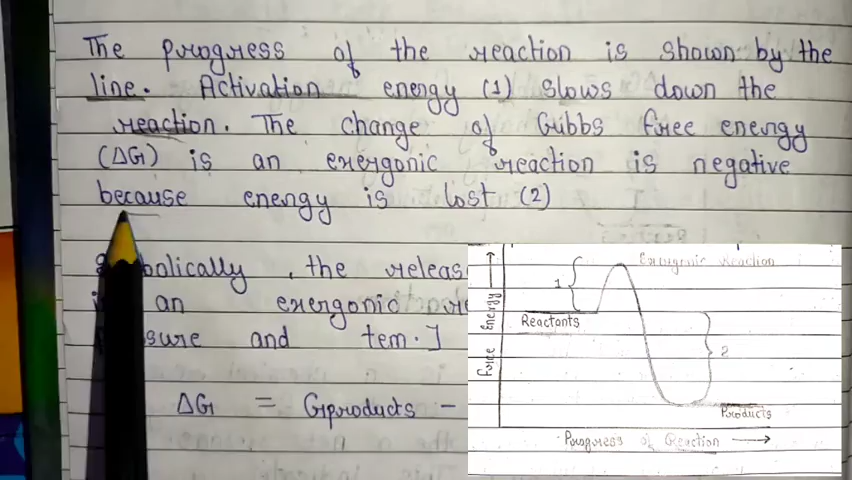 The progress of the reaction is shown by the
line. Activation energy (1) slows down the
reaction. The change of Gibbs free energy
(ΔG) is an exergonic reaction is negative
because energy is lost (2)
the releas
an exergonic re
and tem.]
ΔG = Gproducts -
Exergonic Reaction
1
Reactants
Free Energy
2
Products
Progress of Reaction